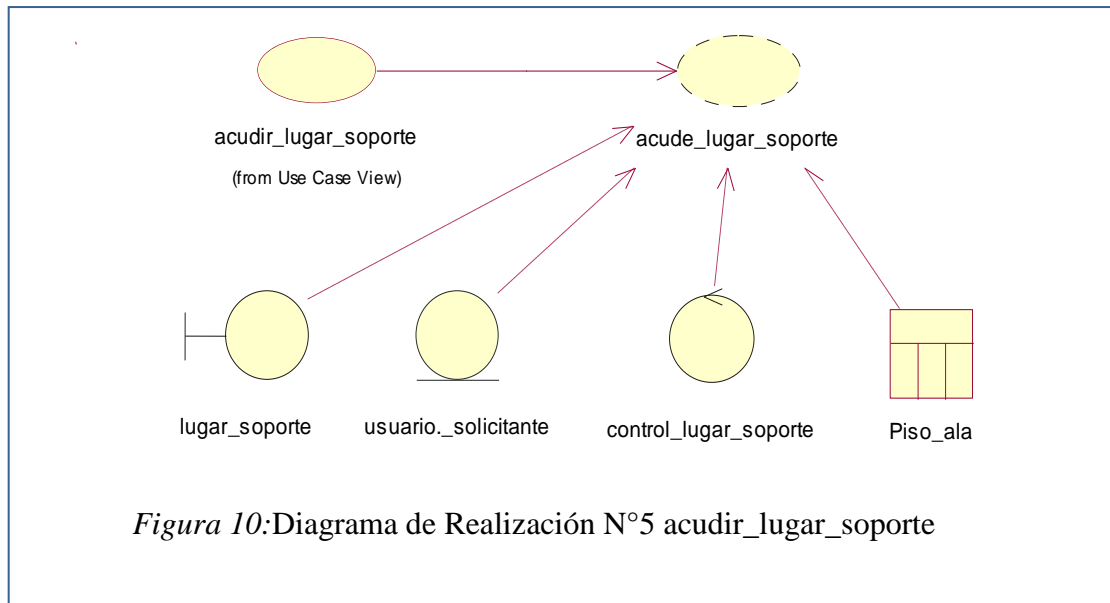 acudir_lugar_soporte
(from Use Case View)
acude_lugar_soporte
lugar_soporte
usuario._solicitante
control_lugar_soporte
Piso_ala
Figura 10:Diagrama de Realización N°5 acudir_lugar_soporte